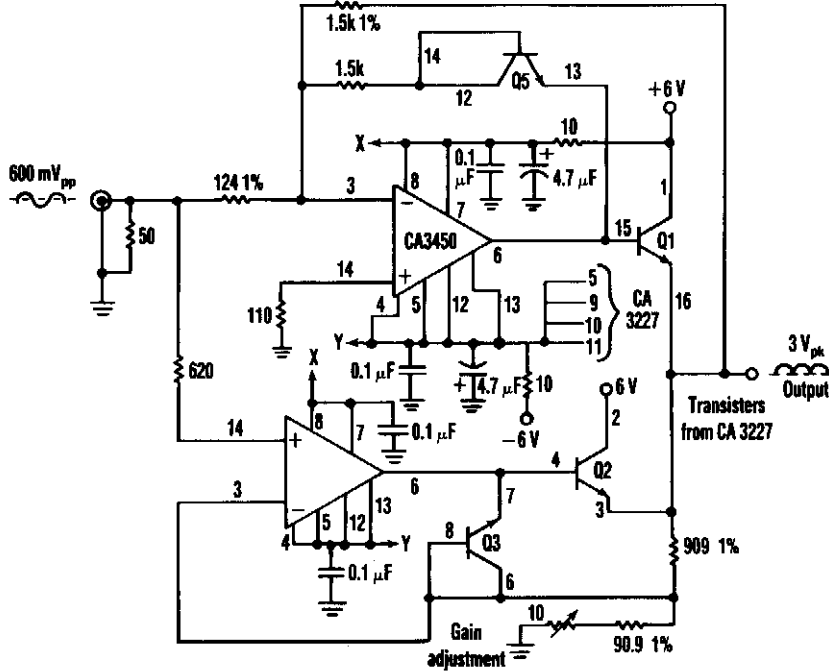 1.5k 1%
14
1.5k
12
Q5
13
+6 V
X
10
0.1
µF
+
4.7 µF
1
600 mVpp
124 1%
3
8
7
50
−
CA3450
+
6
15
Q1
14
110
4
5
12
13
16
5
9
10
11
CA
3227
Y
0.1 µF
+
4.7 µF
10
−6 V
620
X
3 Vpk
Output
Transisters
from CA 3227
6 V
2
8
7
0.1 µF
14
+
3
−
6
4
Q2
3
4
5
12
13
Y
0.1 µF
7
8
Q3
6
909 1%
10
90.9 1%
Gain
adjustment